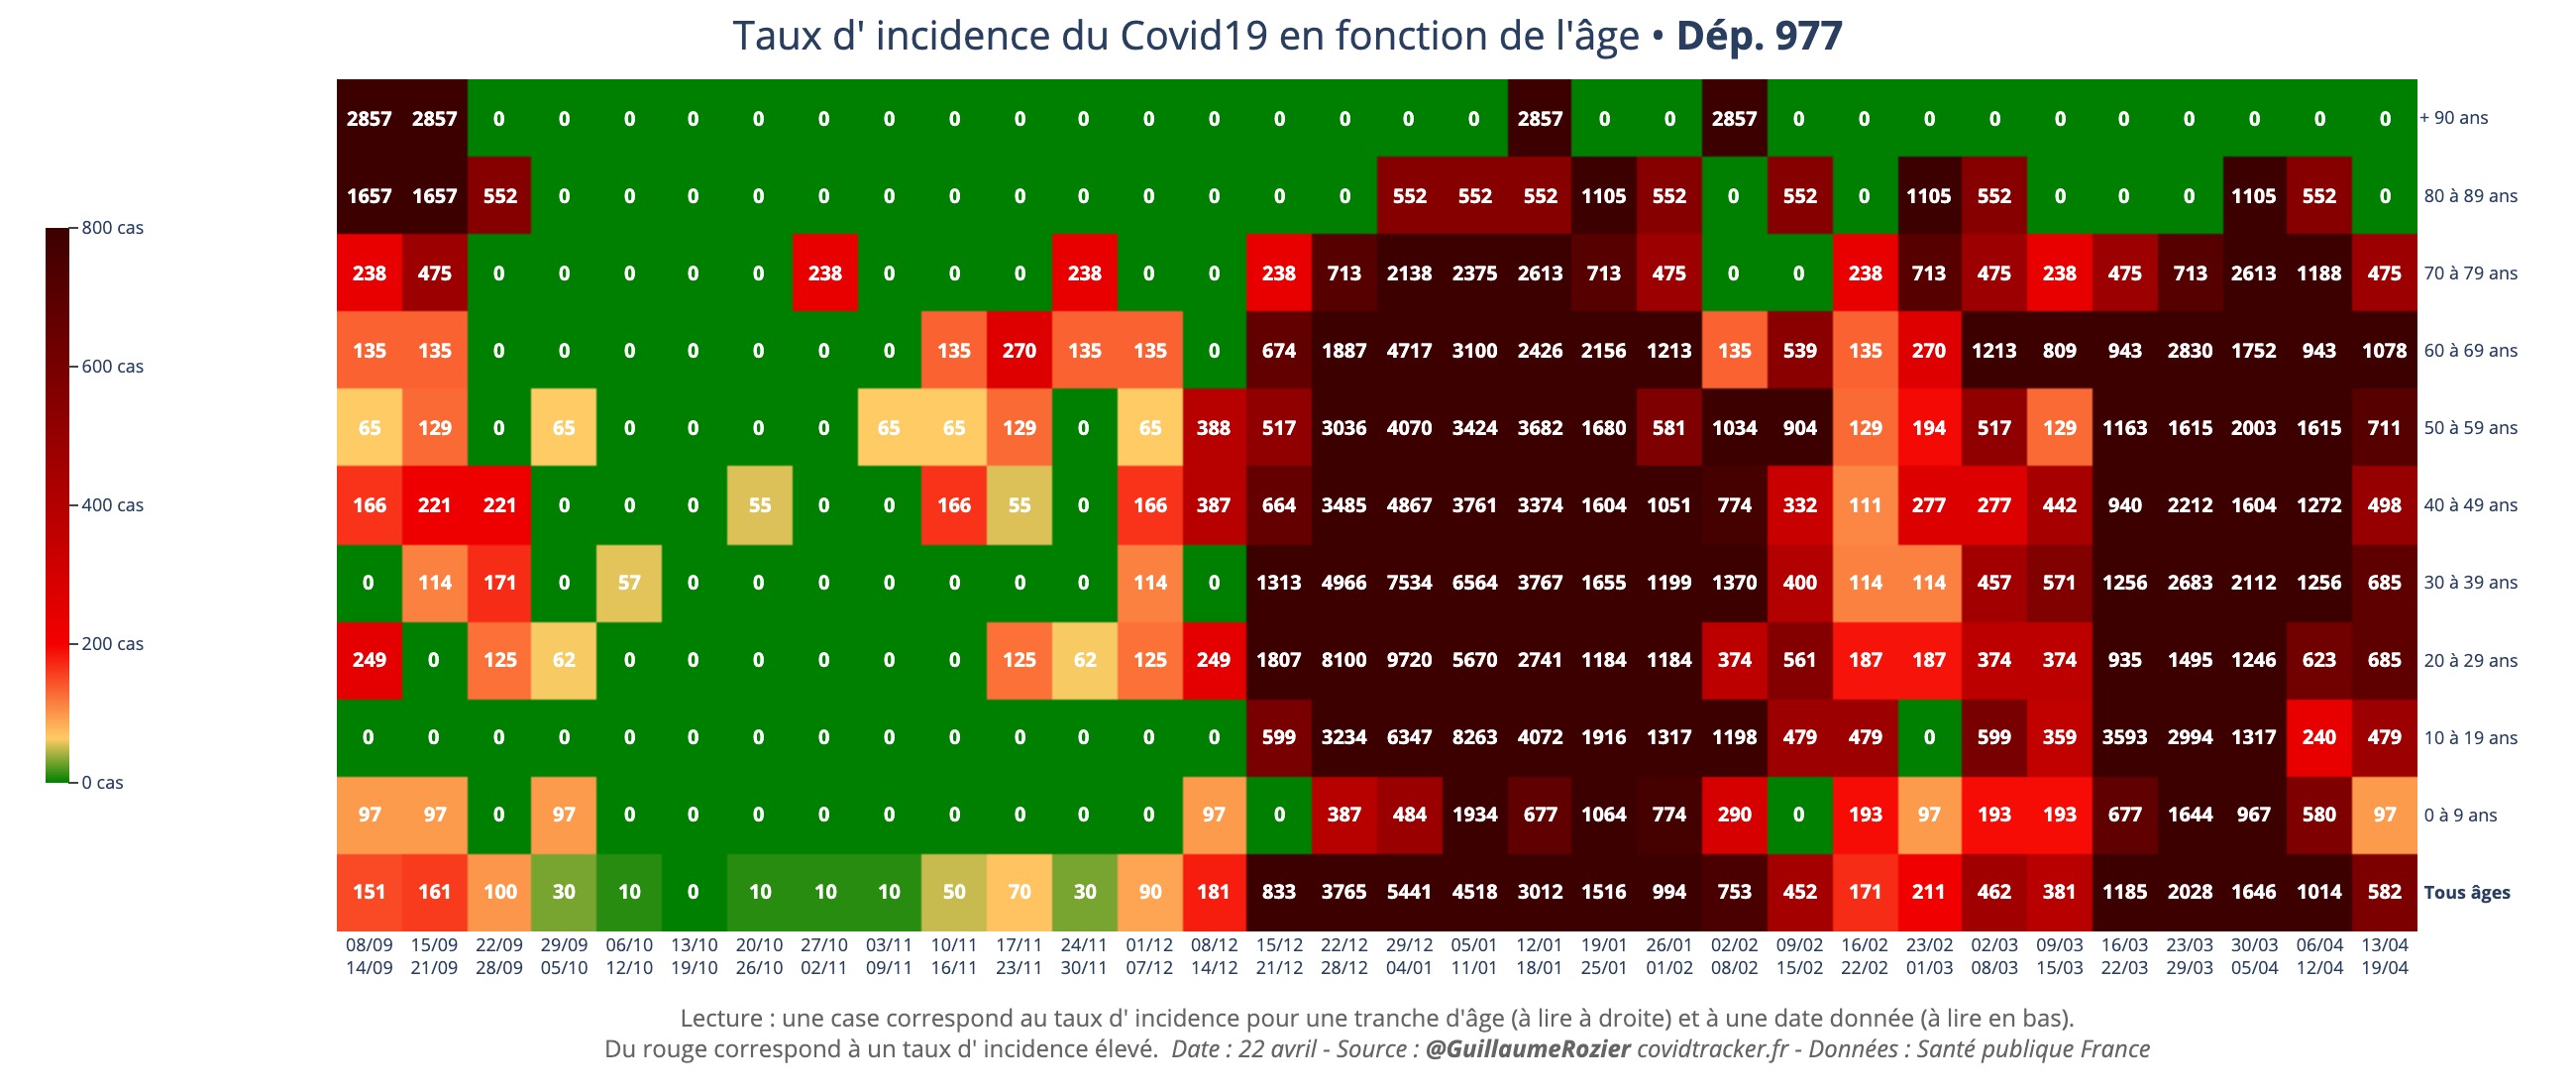 Taux d' incidence du Covid19 en fonction de l'âge • Dép. 977
2857 2857 0 0 0 0 0 0 0 0 0 0 0 0 0 0 0 0 2857 0 0 2857 0 0 0 0 0 0 0 0 0 0 + 90 ans
1657 1657 552 0 0 0 0 0 0 0 0 0 0 0 0 0 552 552 552 1105 552 0 552 0 1105 552 0 0 0 1105 552 0 80 à 89 ans
800 cas
238 475 0 0 0 0 0 238 0 0 0 238 0 0 238 713 2138 2375 2613 713 475 0 0 238 713 475 238 475 713 2613 1188 475 70 à 79 ans
135 135 0 0 0 0 0 0 0 135 270 135 135 0 674 1887 4717 3100 2426 2156 1213 135 539 135 270 1213 809 943 2830 1752 943 1078 60 à 69 ans
600 cas
65 129 0 65 0 0 0 0 65 65 129 0 65 388 517 3036 4070 3424 3682 1680 581 1034 904 129 194 517 129 1163 1615 2003 1615 711 50 à 59 ans
400 cas
166 221 221 0 0 0 55 0 0 166 55 0 166 387 664 3485 4867 3761 3374 1604 1051 774 332 111 277 277 442 940 2212 1604 1272 498 40 à 49 ans
0 114 171 0 57 0 0 0 0 0 0 0 114 0 1313 4966 7534 6564 3767 1655 1199 1370 400 114 114 457 571 1256 2683 2112 1256 685 30 à 39 ans
200 cas
249 0 125 62 0 0 0 0 0 0 125 62 125 249 1807 8100 9720 5670 2741 1184 1184 374 561 187 187 374 374 935 1495 1246 623 685 20 à 29 ans
0 0 0 0 0 0 0 0 0 0 0 0 0 0 599 3234 6347 8263 4072 1916 1317 1198 479 479 0 599 359 3593 2994 1317 240 479 10 à 19 ans
0 cas
97 97 0 97 0 0 0 0 0 0 0 0 0 97 0 387 484 1934 677 1064 774 290 0 193 97 193 193 677 1644 967 580 97 0 à 9 ans
151 161 100 30 10 0 10 10 10 50 70 30 90 181 833 3765 5441 4518 3012 1516 994 753 452 171 211 462 381 1185 2028 1646 1014 582 Tous âges
08/09 15/09 22/09 29/09 06/10 13/10 20/10 27/10 03/11 10/11 17/11 24/11 01/12 08/12 15/12 22/12 29/12 05/01 12/01 19/01 26/01 02/02 09/02 16/02 23/02 02/03 09/03 16/03 23/03 30/03 06/04 13/04
14/09 21/09 28/09 05/10 12/10 19/10 26/10 02/11 09/11 16/11 23/11 30/11 07/12 14/12 21/12 28/12 04/01 11/01 18/01 25/01 01/02 08/02 15/02 22/02 01/03 08/03 15/03 22/03 29/03 05/04 12/04 19/04
Lecture : une case correspond au taux d' incidence pour une tranche d'âge (à lire à droite) et à une date donnée (à lire en bas).
Du rouge correspond à un taux d' incidence élevé. Date : 22 avril - Source : @GuillaumeRozier covidtracker.fr - Données : Santé publique France